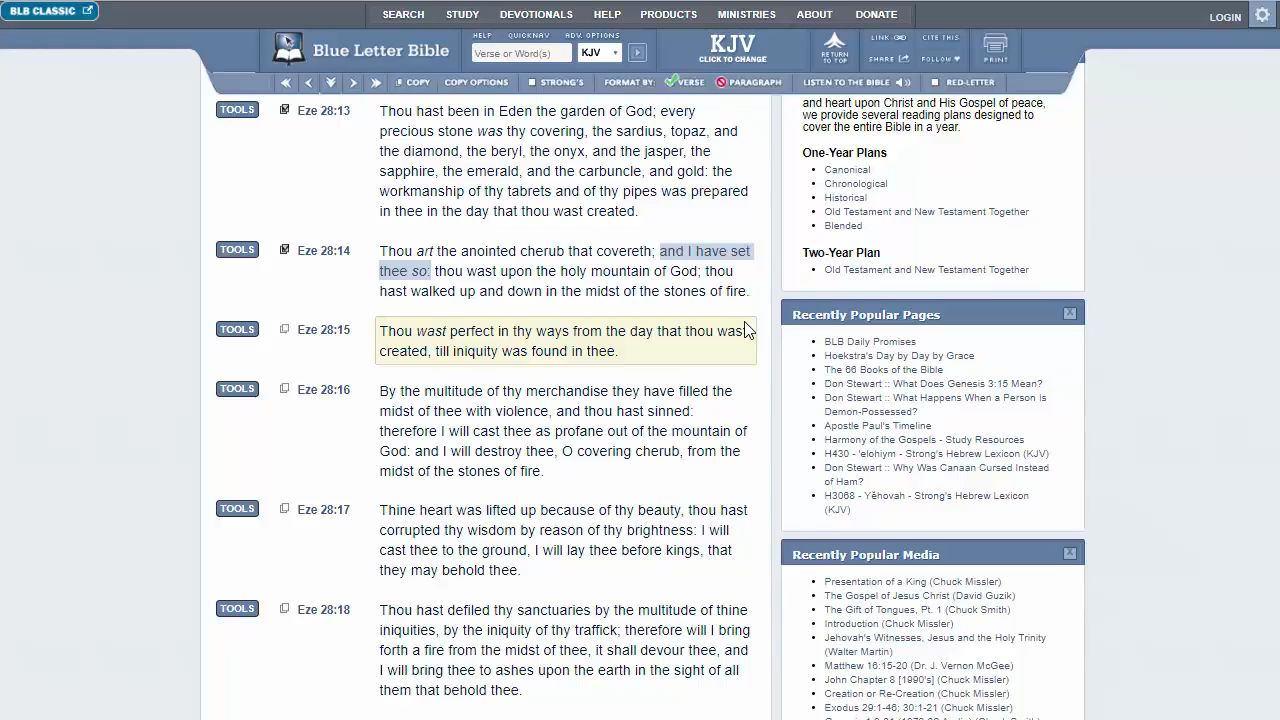 BLB CLASSIC
SEARCH STUDY DEVOTIONALS HELP PRODUCTS MINISTRIES ABOUT DONATE
LOGIN
Blue Letter Bible
HELP QUICKNAV ADV. OPTIONS
Verse or Word(s) KJV
KJV
CLICK TO CHANGE
RETURN
TO TOP
LINK CITE THIS
SHARE FOLLOW
PRINT
COPY COPY OPTIONS STRONG'S FORMAT BY: VERSE PARAGRAPH LISTEN TO THE BIBLE RED-LETTER
TOOLS Eze 28:13
Thou hast been in Eden the garden of God; every
precious stone was thy covering, the sardius, topaz, and
the diamond, the beryl, the onyx, and the jasper, the
sapphire, the emerald, and the carbuncle, and gold: the
workmanship of thy tabrets and of thy pipes was prepared
in thee in the day that thou wast created.
TOOLS Eze 28:14
Thou art the anointed cherub that covereth; and I have set
thee so: thou wast upon the holy mountain of God; thou
hast walked up and down in the midst of the stones of fire.
TOOLS Eze 28:15
Thou wast perfect in thy ways from the day that thou wast
created, till iniquity was found in thee.
TOOLS Eze 28:16
By the multitude of thy merchandise they have filled the
midst of thee with violence, and thou hast sinned:
therefore I will cast thee as profane out of the mountain of
God: and I will destroy thee, O covering cherub, from the
midst of the stones of fire.
TOOLS Eze 28:17
Thine heart was lifted up because of thy beauty, thou hast
corrupted thy wisdom by reason of thy brightness: I will
cast thee to the ground, I will lay thee before kings, that
they may behold thee.
TOOLS Eze 28:18
Thou hast defiled thy sanctuaries by the multitude of thine
iniquities, by the iniquity of thy traffick; therefore will I bring
forth a fire from the midst of thee, it shall devour thee, and
I will bring thee to ashes upon the earth in the sight of all
them that behold thee.
and heart upon Christ and His Gospel of peace,
we provide several reading plans designed to
cover the entire Bible in a year.
One-Year Plans
Canonical
Chronological
Historical
Old Testament and New Testament Together
Blended
Two-Year Plan
Old Testament and New Testament Together
Recently Popular Pages
BLB Daily Promises
Hoekstra's Day by Day by Grace
The 66 Books of the Bible
Don Stewart :: What Does Genesis 3:15 Mean?
Don Stewart :: What Happens When a Person Is
Demon-Possessed?
Apostle Paul's Timeline
Harmony of the Gospels - Study Resources
H430 - 'elohiym - Strong's Hebrew Lexicon (KJV)
Don Stewart :: Why Was Canaan Cursed Instead
of Ham?
H3068 - Yĕhovah - Strong's Hebrew Lexicon
(KJV)
Recently Popular Media
Presentation of a King (Chuck Missler)
The Gospel of Jesus Christ (David Guzik)
The Gift of Tongues, Pt. 1 (Chuck Smith)
Introduction (Chuck Missler)
Jehovah's Witnesses, Jesus and the Holy Trinity
(Walter Martin)
Matthew 16:15-20 (Dr. J. Vernon McGee)
John Chapter 8 [1990's] (Chuck Missler)
Creation or Re-Creation (Chuck Missler)
Exodus 29:1-46; 30:1-21 (Chuck Missler)